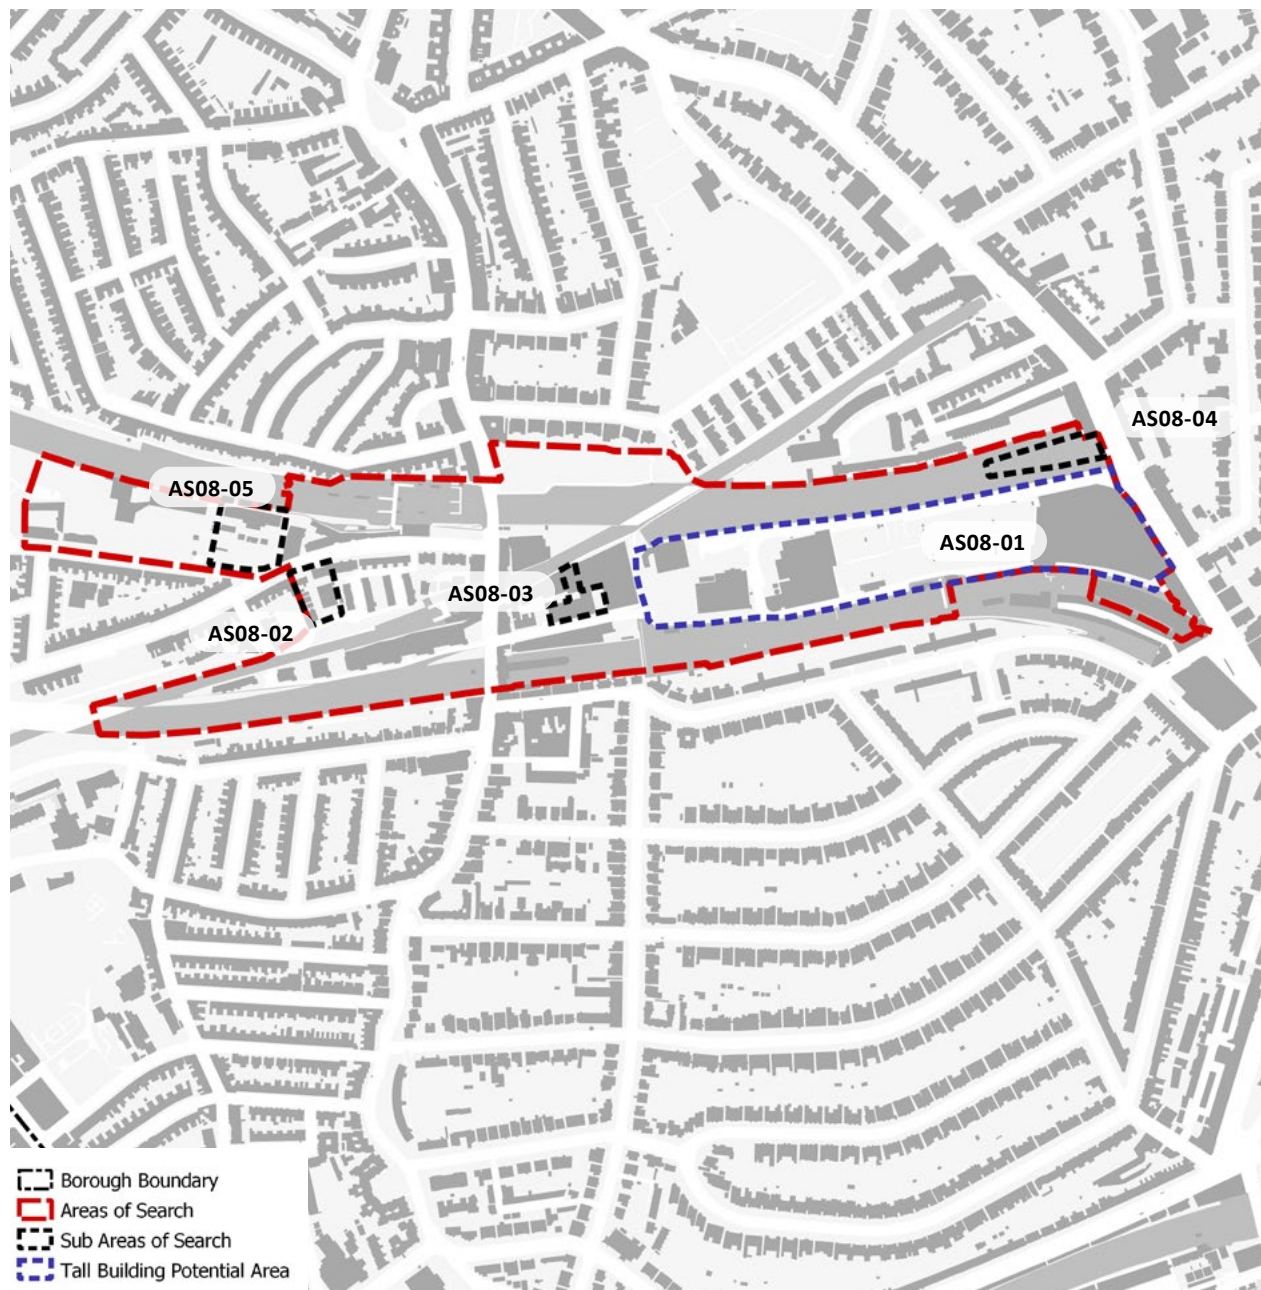 AS08-04
AS08-05
AS08-01
AS08-03
AS08-02
Borough Boundary
Areas of Search
Sub Areas of Search
Tall Building Potential Area